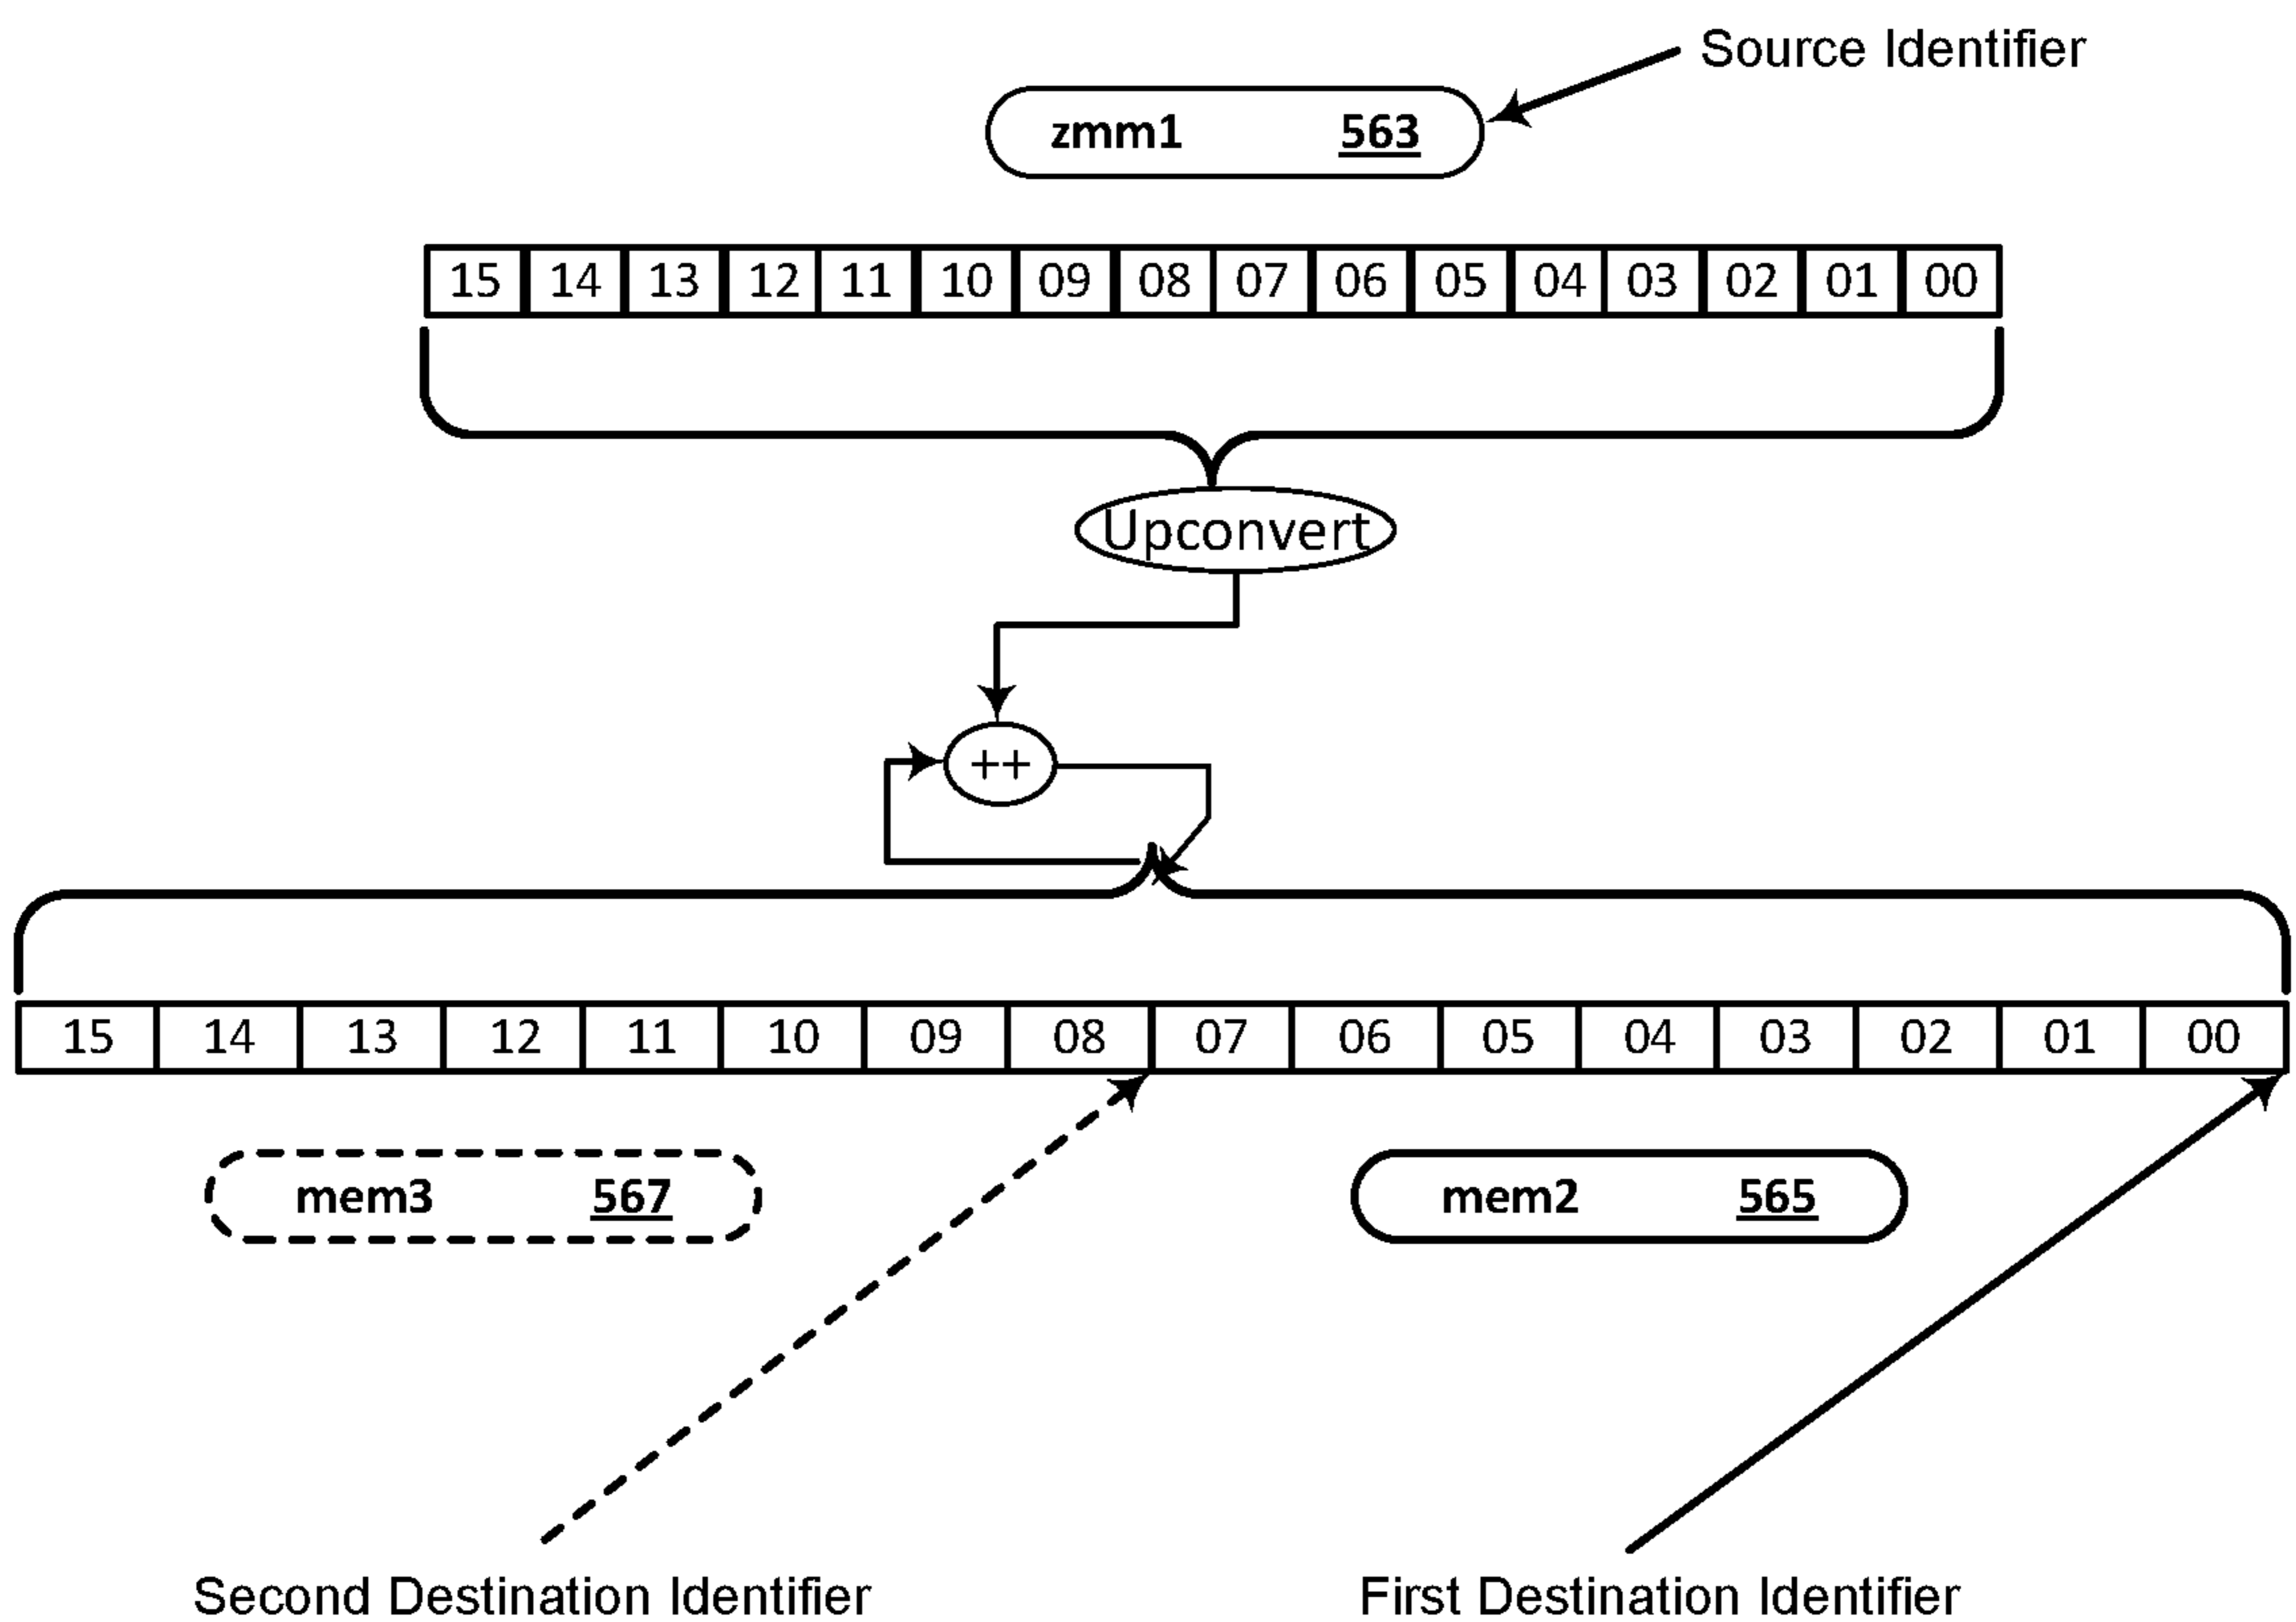 Source Identifier
zmm1 563
15 14 13 12 11 10 09 08 07 06 05 04 03 02 01 00
Upconvert
++
15 14 13 12 11 10 09 08 07 06 05 04 03 02 01 00
mem3 567 mem2 565
Second Destination Identifier First Destination Identifier